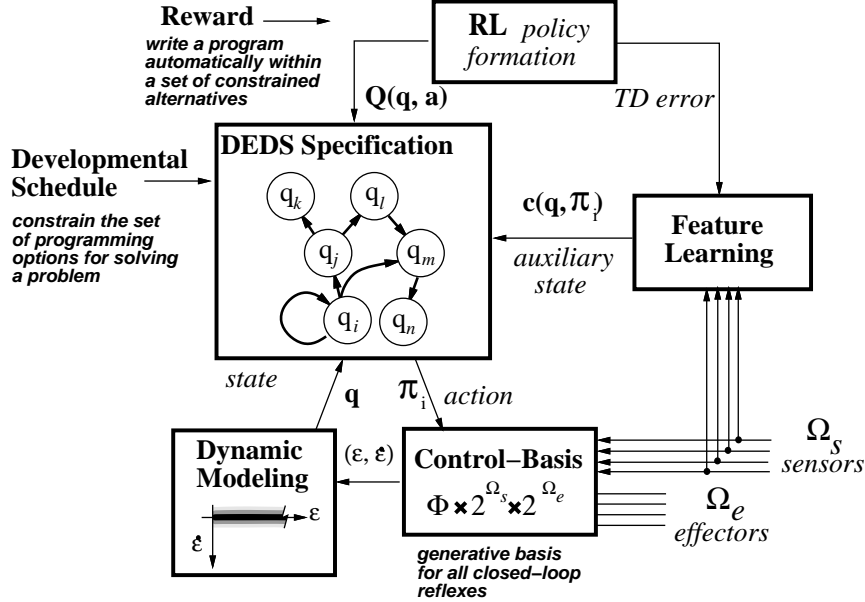 Reward
write a program
automatically within
a set of constrained
alternatives
RL policy
formation
Q(q, a)
TD error
DEDS Specification
Developmental
Schedule
constrain the set
of programming
options for solving
a problem
q_k
q_l
q_j
q_m
q_i
q_n
c(q, π_i)
auxiliary
state
Feature
Learning
state
q
π_i
action
Dynamic
Modeling
ε
ε̇
(ε, ε̇)
Control−Basis
Φ × 2^Ω_s × 2^Ω_e
generative basis
for all closed−loop
reflexes
Ω_s
sensors
Ω_e
effectors